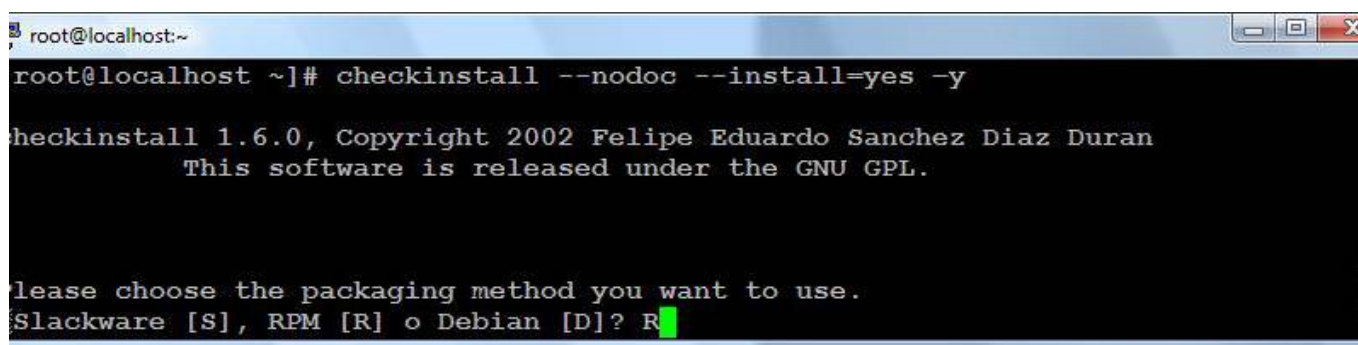 root@localhost:~
root@localhost ~]# checkinstall --nodoc --install=yes –y
heckinstall 1.6.0, Copyright 2002 Felipe Eduardo Sanchez Diaz Duran
This software is released under the GNU GPL.
lease choose the packaging method you want to use.
Slackware [S], RPM [R] o Debian [D]? R